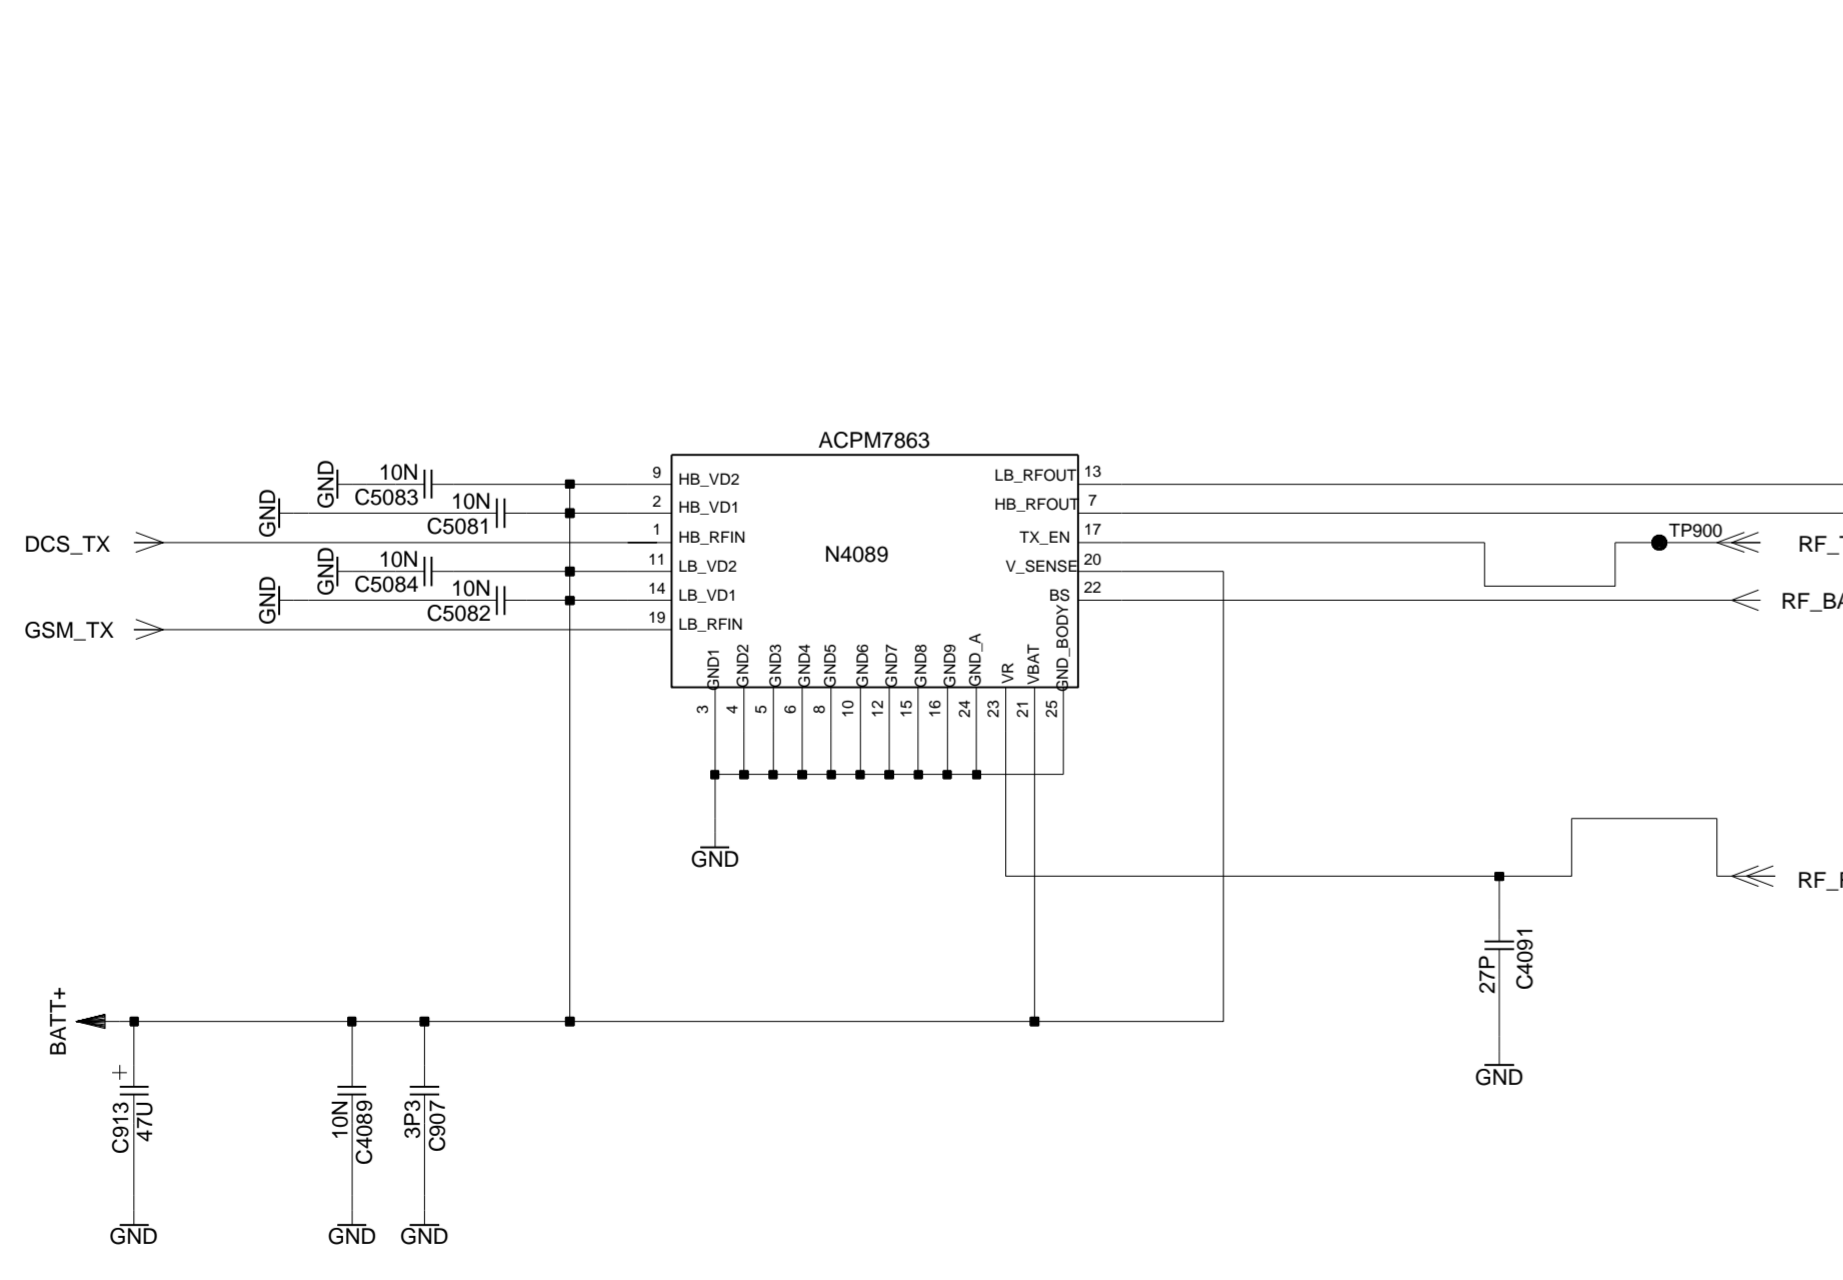 ACPM7863
N4089
9 HB_VD2
2 HB_VD1
1 HB_RFIN
11 LB_VD2
14 LB_VD1
19 LB_RFIN
LB_RFOUT 13
HB_RFOUT 7
TX_EN 17
V_SENSE 20
BS 22
GND1 3
GND2 4
GND3 5
GND4 6
GND5 8
GND6 10
GND7 12
GND8 15
GND9 16
GND_A 24
VR 23
VBAT 21
GND_BODY 25
GND
GND
10N
C5083
GND
10N
C5081
DCS_TX
GND
10N
C5084
GND
10N
C5082
GSM_TX
TP900
RF_
RF_BA
RF_
27P
C4091
GND
BATT+
+
C913
47U
GND
10N
C4089
GND
3P3
C907
GND